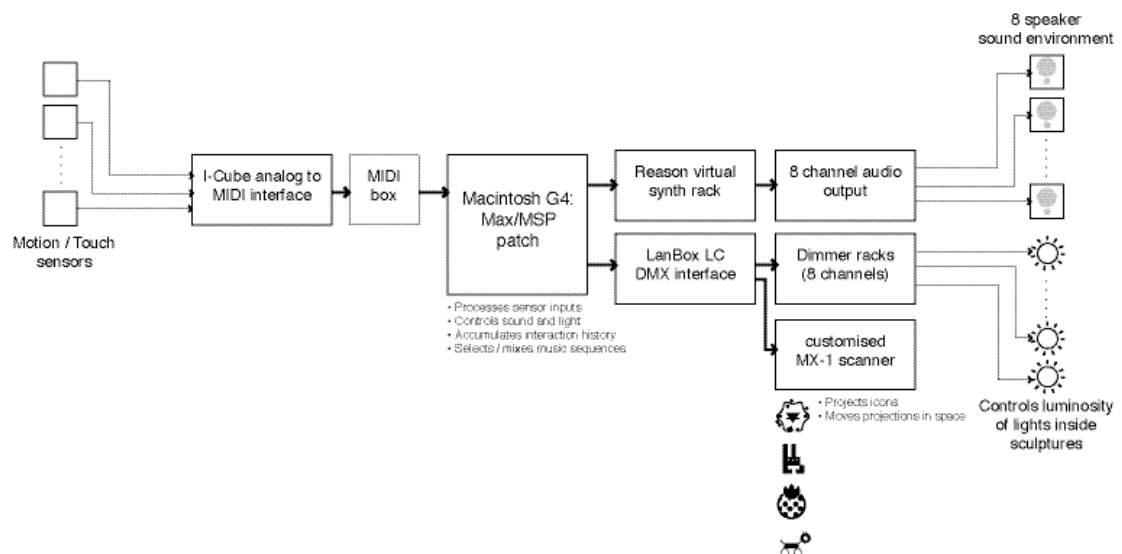 8 speaker
sound environment
I-Cube analog to
MIDI interface
MIDI
box
Macintosh G4:
Max/MSP
patch
Reason virtual
synth rack
8 channel audio
output
Motion / Touch
sensors
LanBox LC
DMX interface
Dimmer racks
(8 channels)
• Processes sensor inputs
• Controls sound and light
• Accumulates interaction history
• Selects / mixes music sequences
customised
MX-1 scanner
• Projects icons
• Moves projections in space
Controls luminosity
of lights inside
sculptures